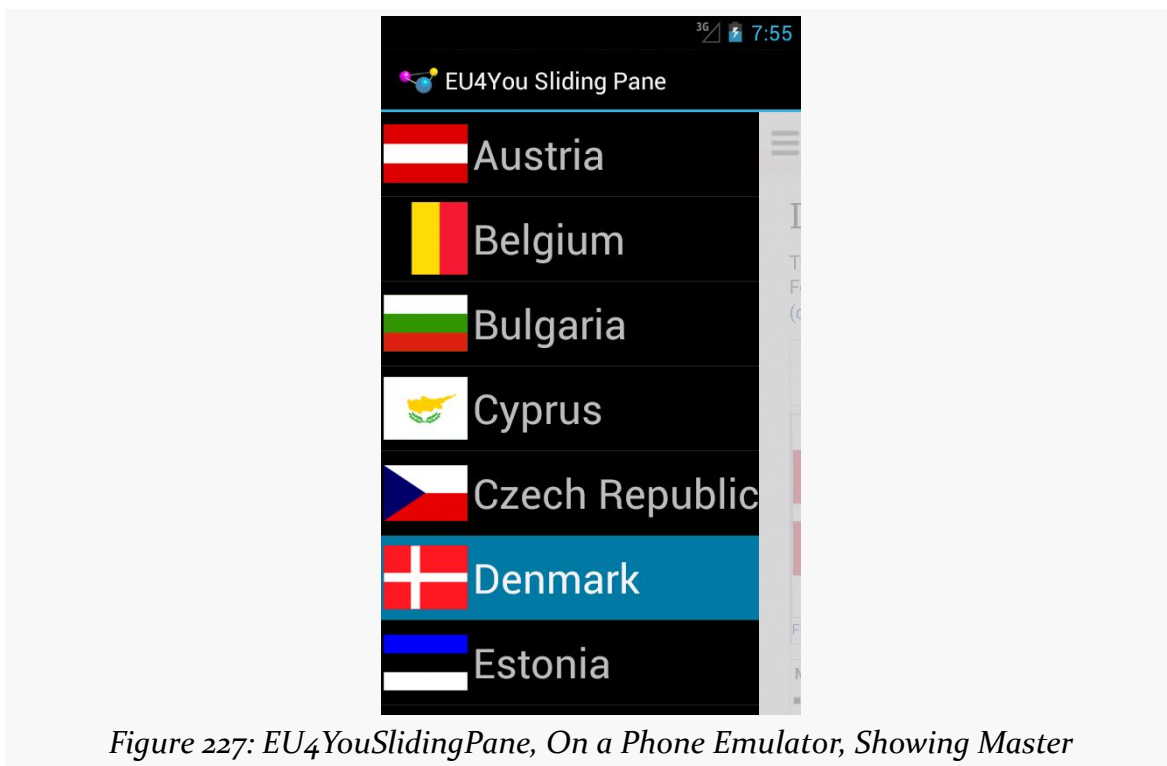 3G 7:55
EU4You Sliding Pane
Austria
Belgium
Bulgaria
Cyprus
Czech Republic
Denmark
Estonia
Figure 227: EU4YouSlidingPane, On a Phone Emulator, Showing Master